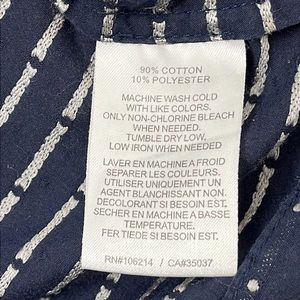 90% COTTON
10% POLYESTER
MACHINE WASH COLD
WITH LIKE COLORS.
ONLY NON-CHLORINE BLEACH
WHEN NEEDED.
TUMBLE DRY LOW.
LOW IRON WHEN NEEDED
LAVER EN MACHINE A FROID
SEPARER LES COULEURS.
UTILISER UNIQUEMENT UN
AGENT BLANCHISSANT NON
DECOLORANT SI BESOIN EST.
SECHER EN MACHINE A BASSE
TEMPERATURE.
FER TIEDE SI BESOIN EST.
RN#106214 / CA#35037